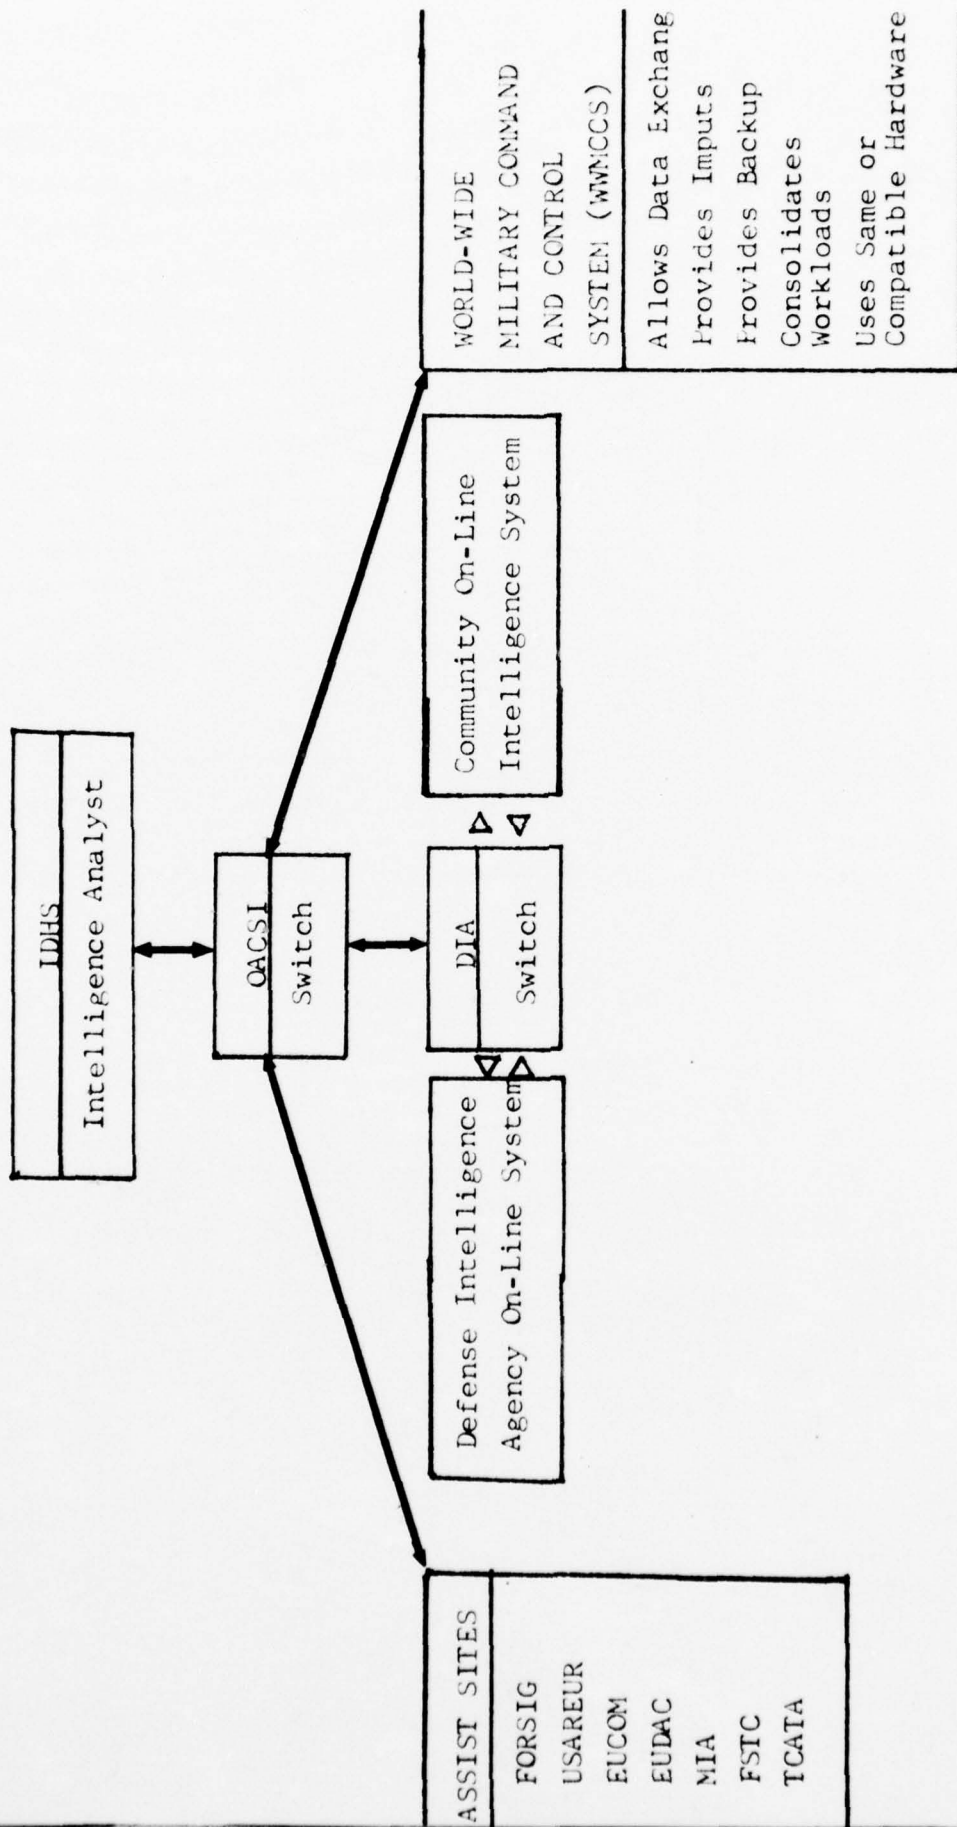 IDHS
Intelligence Analyst
OACSI
Switch
ASSIST SITES
FORSIG
USAREUR
EUCOM
EUDAC
MIA
FSTC
TCATA
Defense Intelligence
Agency On-Line System
DIA
Switch
Community On-Line
Intelligence System
WORLD-WIDE
MILITARY COMMAND
AND CONTROL
SYSTEM (WWMCCS)
Allows Data Exchang
Provides Imputs
Provides Backup
Consolidates
Workloads
Uses Same or
Compatible Hardware